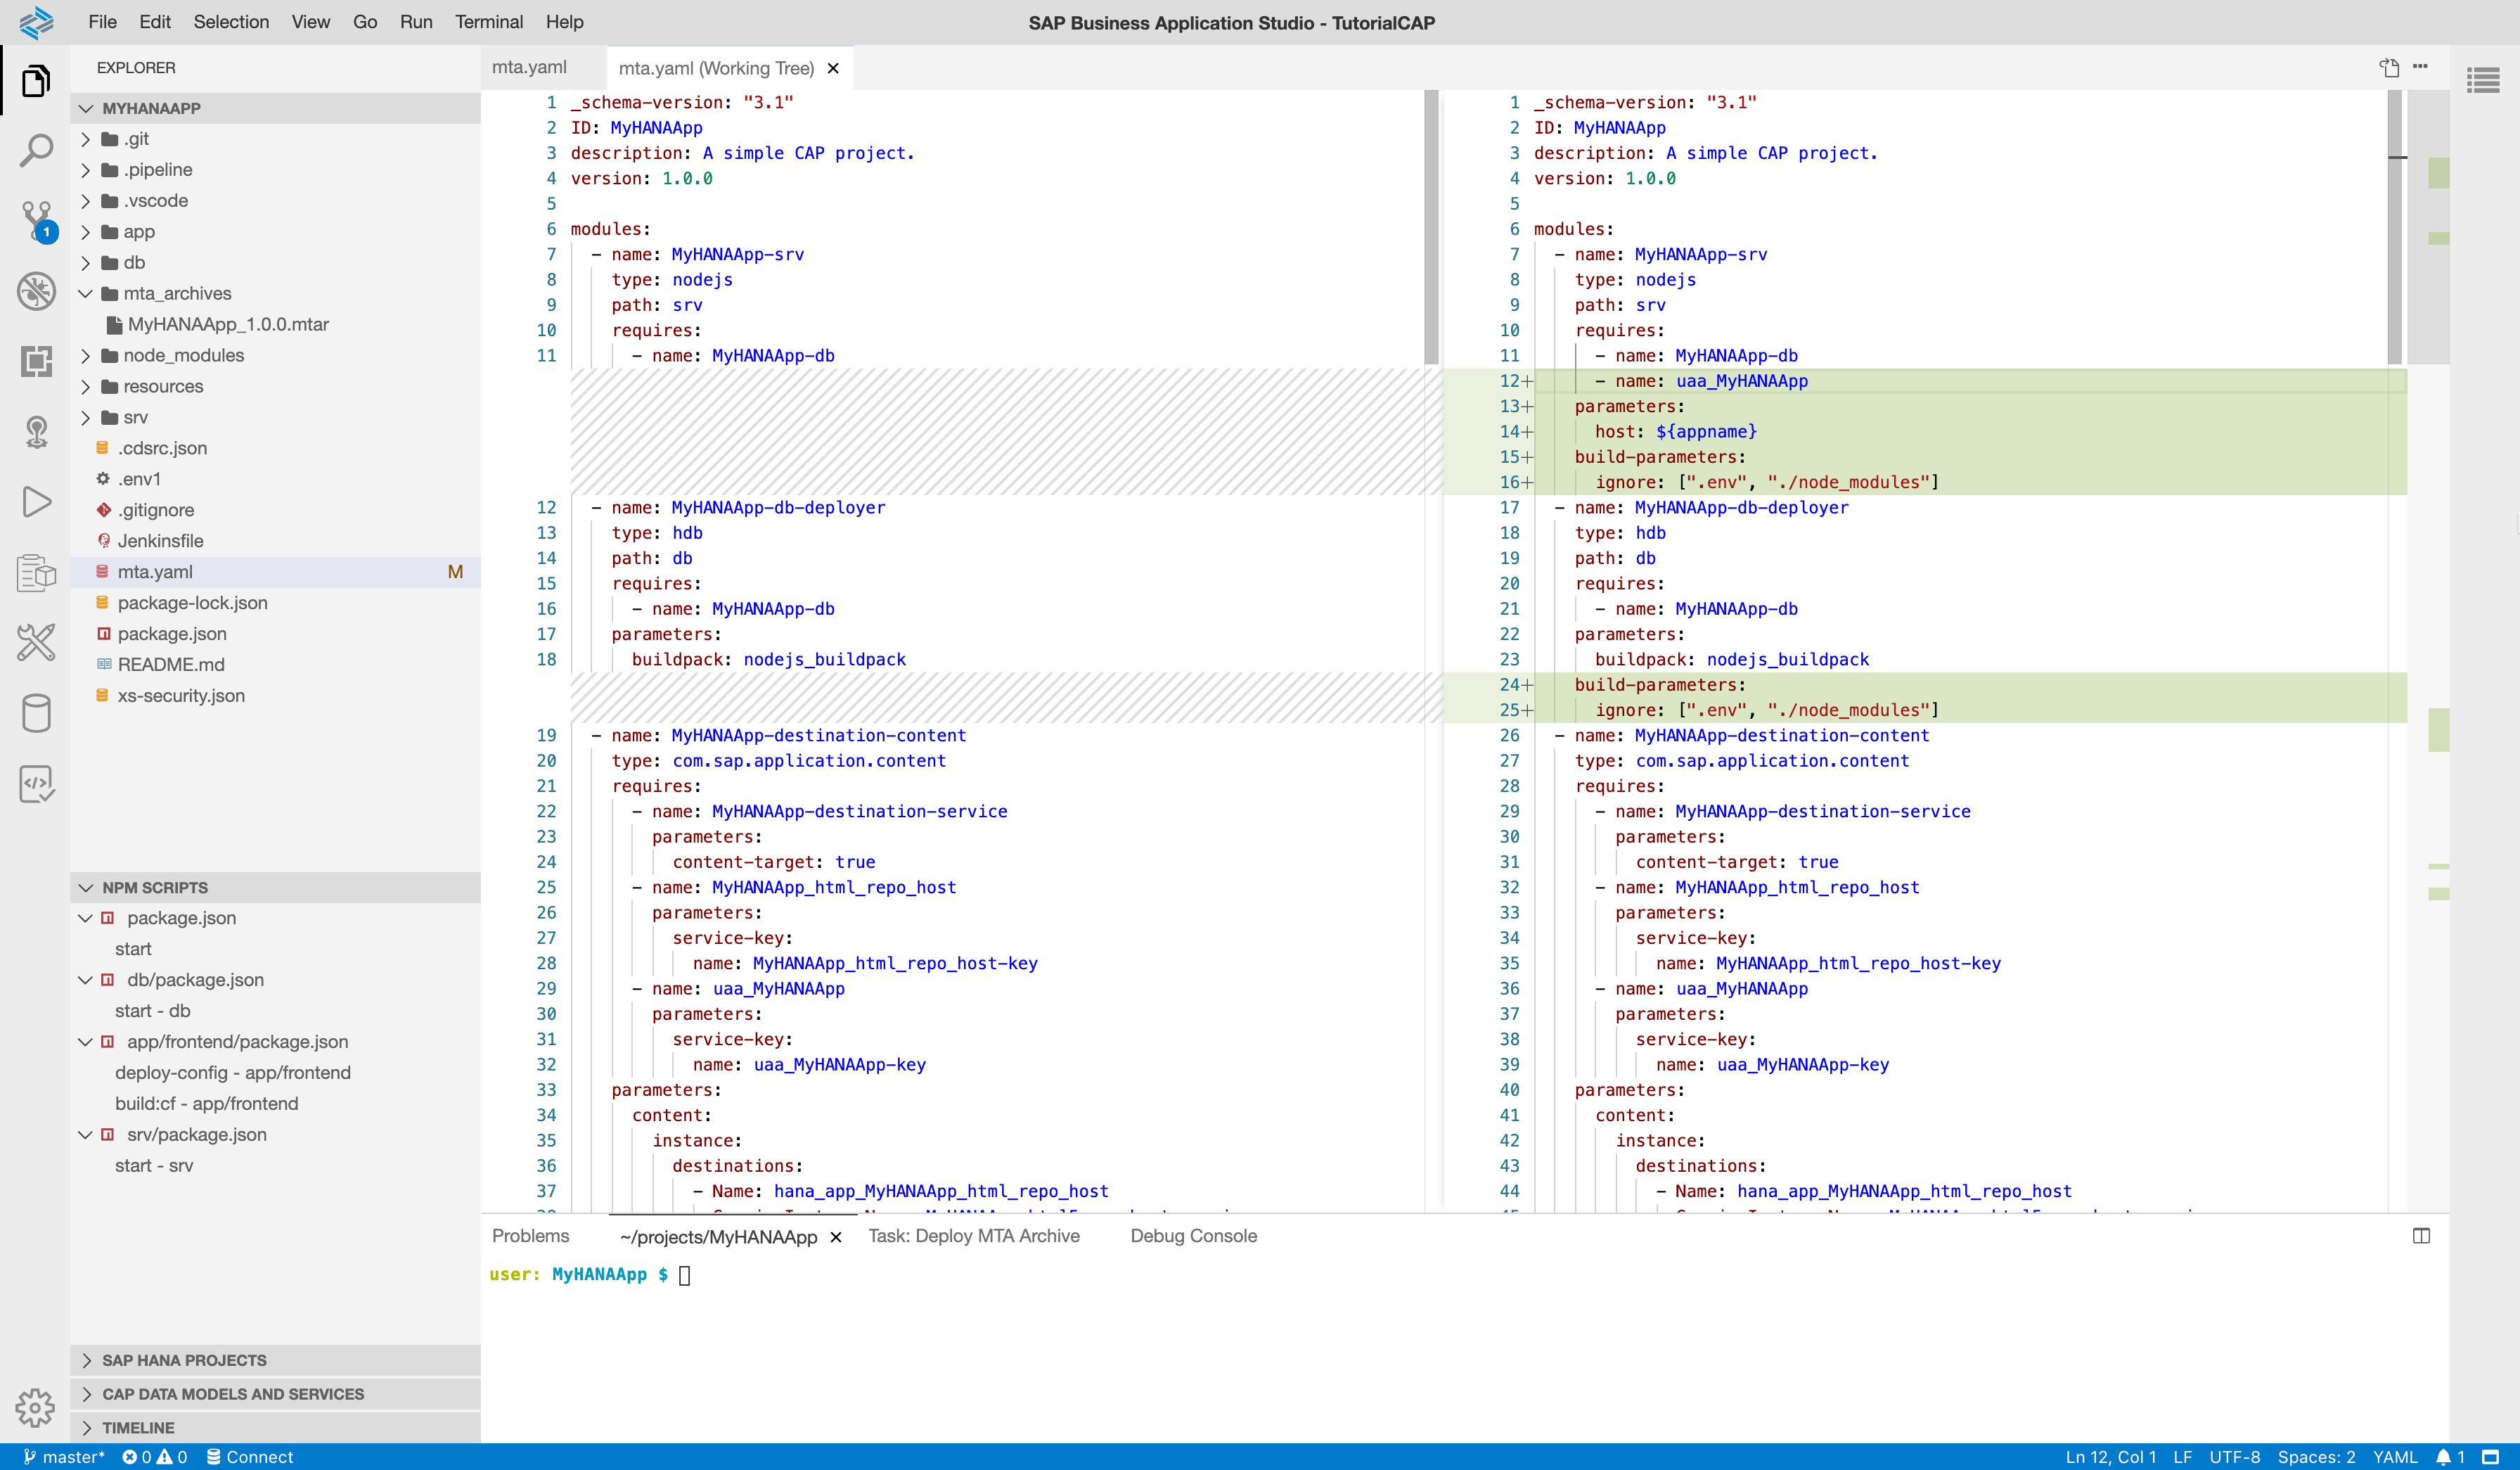 File Edit Selection View Go Run Terminal Help
SAP Business Application Studio - TutorialCAP
EXPLORER
MYHANAAPP
.git
.pipeline
.vscode
1
app
db
mta_archives
MyHANAApp_1.0.0.mtar
node_modules
resources
srv
.cdsrc.json
.env1
.gitignore
Jenkinsfile
mta.yaml M
package-lock.json
package.json
README.md
xs-security.json
NPM SCRIPTS
package.json
start
db/package.json
start - db
app/frontend/package.json
deploy-config - app/frontend
build:cf - app/frontend
srv/package.json
start - srv
SAP HANA PROJECTS
CAP DATA MODELS AND SERVICES
TIMELINE
mta.yaml
mta.yaml (Working Tree)
1 _schema-version: "3.1"
2 ID: MyHANAApp
3 description: A simple CAP project.
4 version: 1.0.0
5
6 modules:
7 - name: MyHANAApp-srv
8 type: nodejs
9 path: srv
10 requires:
11 - name: MyHANAApp-db
12 - name: MyHANAApp-db-deployer
13 type: hdb
14 path: db
15 requires:
16 - name: MyHANAApp-db
17 parameters:
18 buildpack: nodejs_buildpack
19 - name: MyHANAApp-destination-content
20 type: com.sap.application.content
21 requires:
22 - name: MyHANAApp-destination-service
23 parameters:
24 content-target: true
25 - name: MyHANAApp_html_repo_host
26 parameters:
27 service-key:
28 name: MyHANAApp_html_repo_host-key
29 - name: uaa_MyHANAApp
30 parameters:
31 service-key:
32 name: uaa_MyHANAApp-key
33 parameters:
34 content:
35 instance:
36 destinations:
37 - Name: hana_app_MyHANAApp_html_repo_host
1 _schema-version: "3.1"
2 ID: MyHANAApp
3 description: A simple CAP project.
4 version: 1.0.0
5
6 modules:
7 - name: MyHANAApp-srv
8 type: nodejs
9 path: srv
10 requires:
11 - name: MyHANAApp-db
12+ - name: uaa_MyHANAApp
13+ parameters:
14+ host: ${appname}
15+ build-parameters:
16+ ignore: [".env", "./node_modules"]
17 - name: MyHANAApp-db-deployer
18 type: hdb
19 path: db
20 requires:
21 - name: MyHANAApp-db
22 parameters:
23 buildpack: nodejs_buildpack
24+ build-parameters:
25+ ignore: [".env", "./node_modules"]
26 - name: MyHANAApp-destination-content
27 type: com.sap.application.content
28 requires:
29 - name: MyHANAApp-destination-service
30 parameters:
31 content-target: true
32 - name: MyHANAApp_html_repo_host
33 parameters:
34 service-key:
35 name: MyHANAApp_html_repo_host-key
36 - name: uaa_MyHANAApp
37 parameters:
38 service-key:
39 name: uaa_MyHANAApp-key
40 parameters:
41 content:
42 instance:
43 destinations:
44 - Name: hana_app_MyHANAApp_html_repo_host
Problems ~/projects/MyHANAApp Task: Deploy MTA Archive Debug Console
user: MyHANAApp $
master* 0 0 Connect
Ln 12, Col 1 LF UTF-8 Spaces: 2 YAML 1